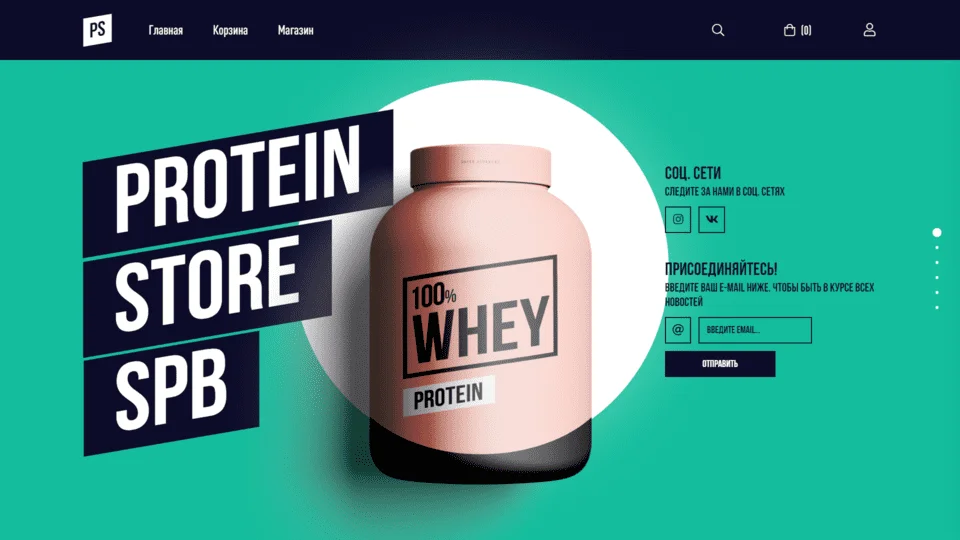 PS
Главная
Корзина
Магазин
(0)
PROTEIN
STORE
SPB
100%
WHEY
PROTEIN
СОЦ. СЕТИ
СЛЕДИТЕ ЗА НАМИ В СОЦ. СЕТЯХ
ПРИСОЕДИНЯЙТЕСЬ!
ВВЕДИТЕ ВАШ E-MAIL НИЖЕ, ЧТОБЫ БЫТЬ В КУРСЕ ВСЕХ
НОВОСТЕЙ
@ ВВЕДИТЕ EMAIL...
ОТПРАВИТЬ